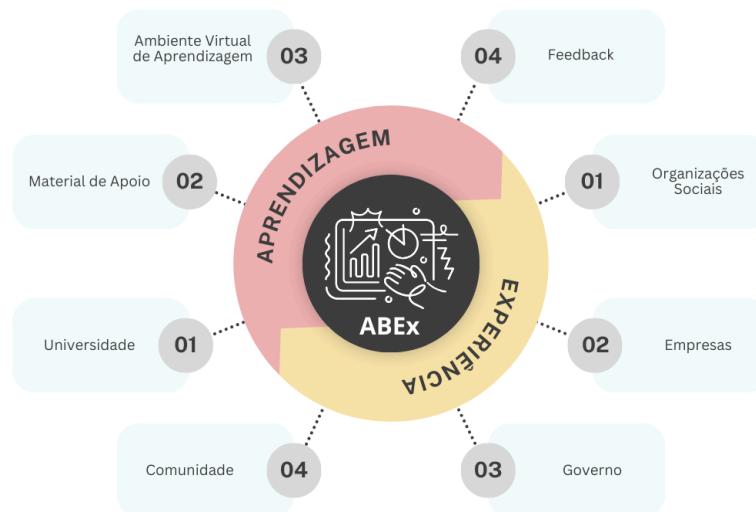 Ambiente Virtual
de Aprendizagem
03
04
Feedback
Material de Apoio
02
01
Organizações
Sociais
APRENDIZAGEM
ABEx
EXPERIÊNCIA
Universidade
01
02
Empresas
Comunidade
04
03
Governo